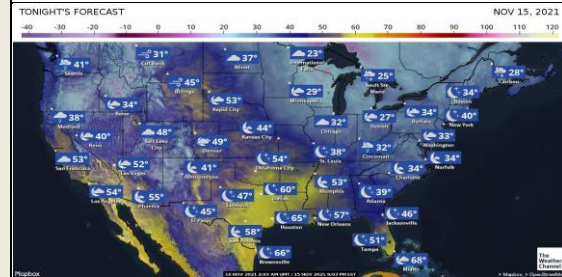 TONIGHT'S FORECAST
NOV 15, 2021
-40 -30 -20 -10 0 10 20 30 40 50 60 70 80 90 100 110 120
41° Seattle
31° Cut Bank
37° Minot
23° International Falls
25° Sault Ste. Marie
28° Caribou
45° Billings
34° Boise
53° Rapid City
29° Minneapolis
34° Boston
38° Medford
40° Reno
48° Salt Lake City
49° Denver
44° Kansas City
32° Chicago
27° Detroit
34° Buffalo
40° New York
53° San Francisco
52° Las Vegas
41° Albuquerque
54° Oklahoma City
38° St. Louis
32° Cincinnati
33° Washington
34° Norfolk
54° Los Angeles
55° Phoenix
47° Lubbock
60° Dallas
53° Memphis
34° Charlotte
39° Atlanta
45° El Paso
58° San Antonio
65° Houston
57° New Orleans
46° Jacksonville
66° Brownsville
51° Tampa
68° Miami
The Weather Channel
Mapbox
© Mapbox, © OpenStreetMap